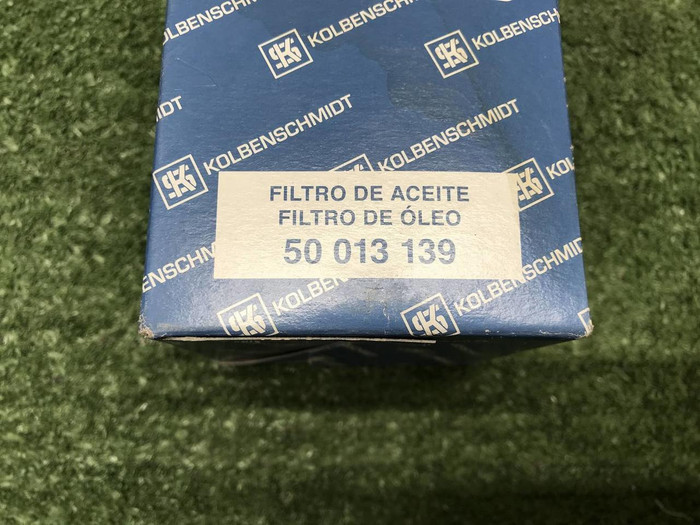 KOLBENSCHMIDT
KOLBENSCHMIDT
KOLBENSCHMIDT
KOLBENSCHMIDT
KOLBENSCHMIDT
FILTRO DE ACEITE
FILTRO DE ÓLEO
50 013 139